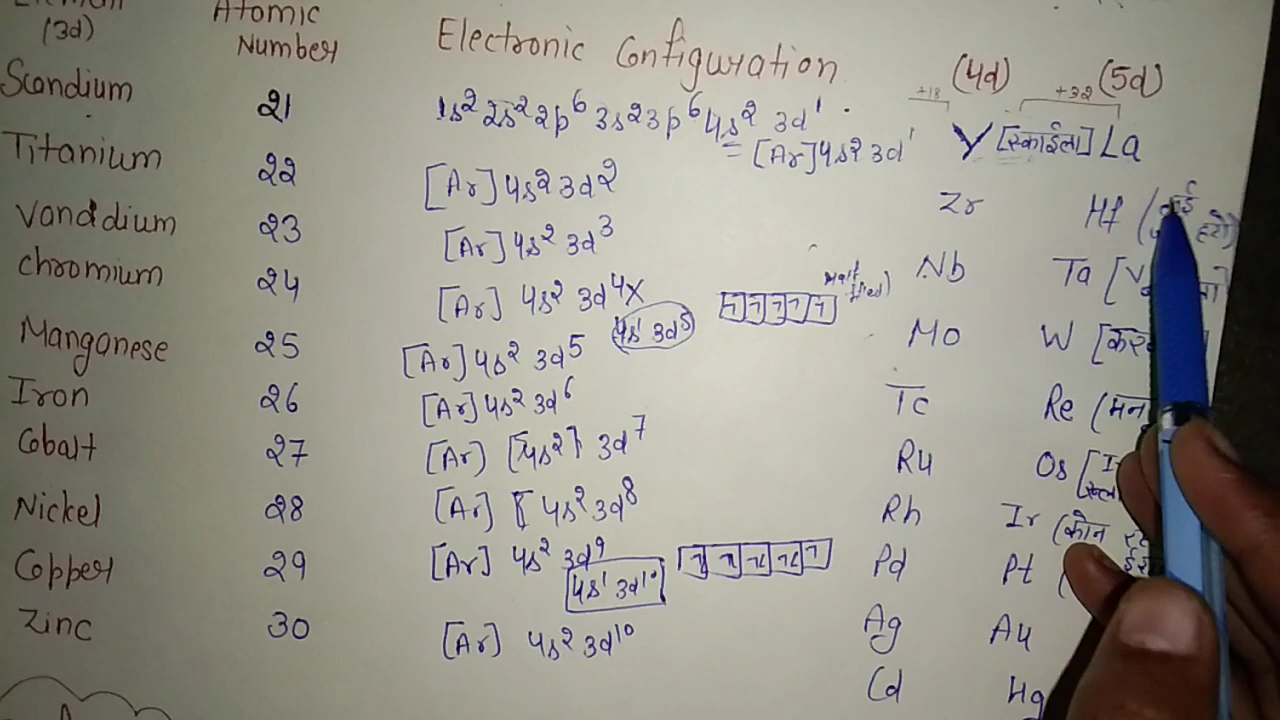 (3d) Atomic Number Electronic Configuration (4d) (5d)
+18 +32
Scandium 21 1s² 2s² 2p⁶ 3s² 3p⁶ 4s² 3d¹
= [Ar] 4s² 3d¹ Y [स्काईला] La
Titanium 22 [Ar] 4s² 3d² Zr Hf
Vanadium 23 [Ar] 4s² 3d³ Nb Ta
Chromium 24 [Ar] 4s² 3d⁴ X Half filled)
4s¹ 3d⁵ Mo W
Manganese 25 [Ar] 4s² 3d⁵ Tc Re
Iron 26 [Ar] 4s² 3d⁶ Ru Os
Cobalt 27 [Ar) [4s²] 3d⁷ Rh Ir (कौन
Nickel 28 [Ar] [ 4s² 3d⁸ Pd Pt
Copper 29 [Ar] 4s² 3d⁹
4s¹ 3d¹⁰ Ag Au
Zinc 30 [Ar] 4s² 3d¹⁰ Cd Hg